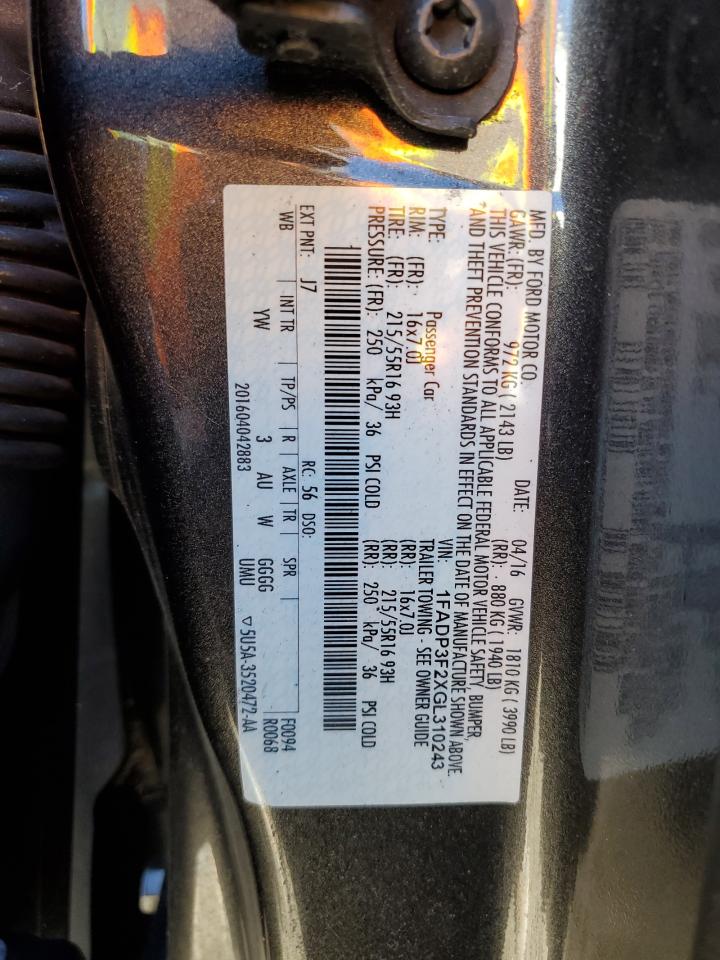 MFD. BY FORD MOTOR CO.
DATE: 04/16 GVWR: 1810 KG ( 3990 LB)
GAWR: (FR): 972 KG ( 2143 LB) (RR): 880 KG ( 1940 LB)
THIS VEHICLE CONFORMS TO ALL APPLICABLE FEDERAL MOTOR VEHICLE SAFETY, BUMPER,
AND THEFT PREVENTION STANDARDS IN EFFECT ON THE DATE OF MANUFACTURE SHOWN ABOVE.
VIN: 1FADP3F2XGL310243
TYPE: Passenger Car TRAILER TOWING - SEE OWNER GUIDE
RIM: (FR): 16x7.0J (RR): 16x7.0J
TIRE: (FR): 215/55R16 93H (RR): 215/55R16 93H
PRESSURE: (FR): 250 kPa/ 36 PSI COLD (RR): 250 kPa/ 36 PSI COLD
EXT PNT: J7 RC: 56 DSO:
WB INT TR TP/PS R AXLE TR SPR F0094
YW 3 AU W GGGG R0068
201604042883 UMU ▽5U5A-3520472-AA